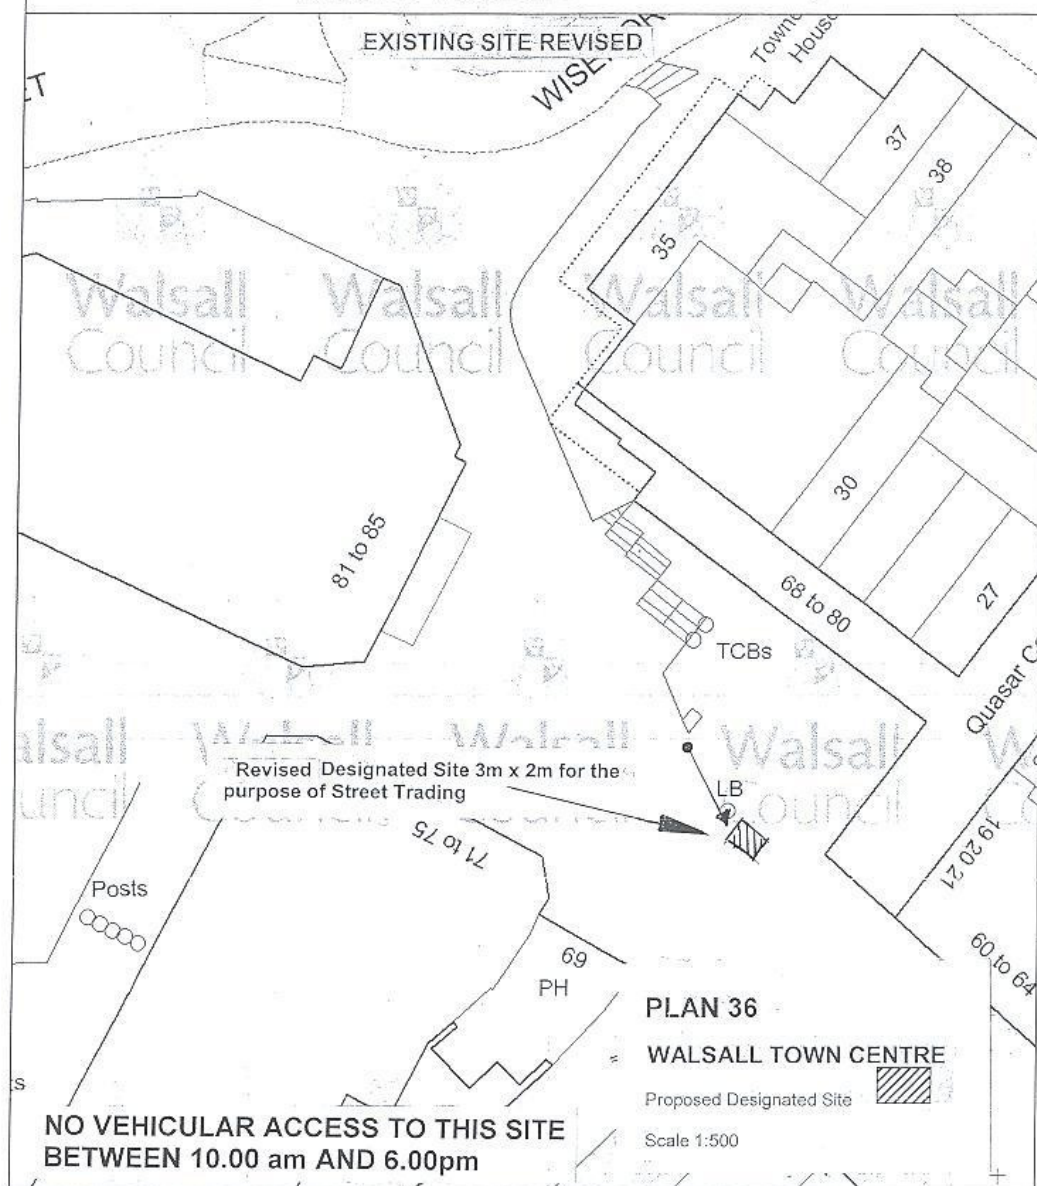 EXISTING SITE REVISED
Town
House
37
38
35
Walsall Walsall Walsall Walsall
Council Council Council Council
30
81 to 85
68 to 80
27
TCBs
Quasar
Walsall Walsall
Revised Designated Site 3m x 2m for the
purpose of Street Trading
LB
Council
71 to 75
19 20 21
Posts
69
PH
60 to 64
PLAN 36
WALSALL TOWN CENTRE
Proposed Designated Site
Scale 1:500
NO VEHICULAR ACCESS TO THIS SITE
BETWEEN 10.00 am AND 6.00pm